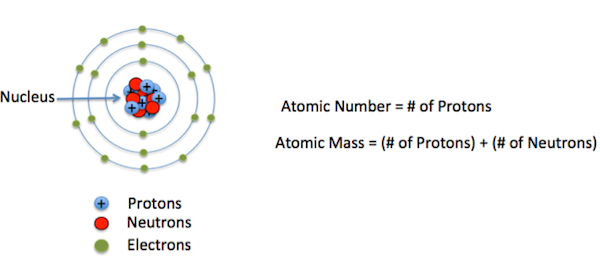 Nucleus
Atomic Number = # of Protons
Atomic Mass = (# of Protons) + (# of Neutrons)
+ Protons
Neutrons
Electrons